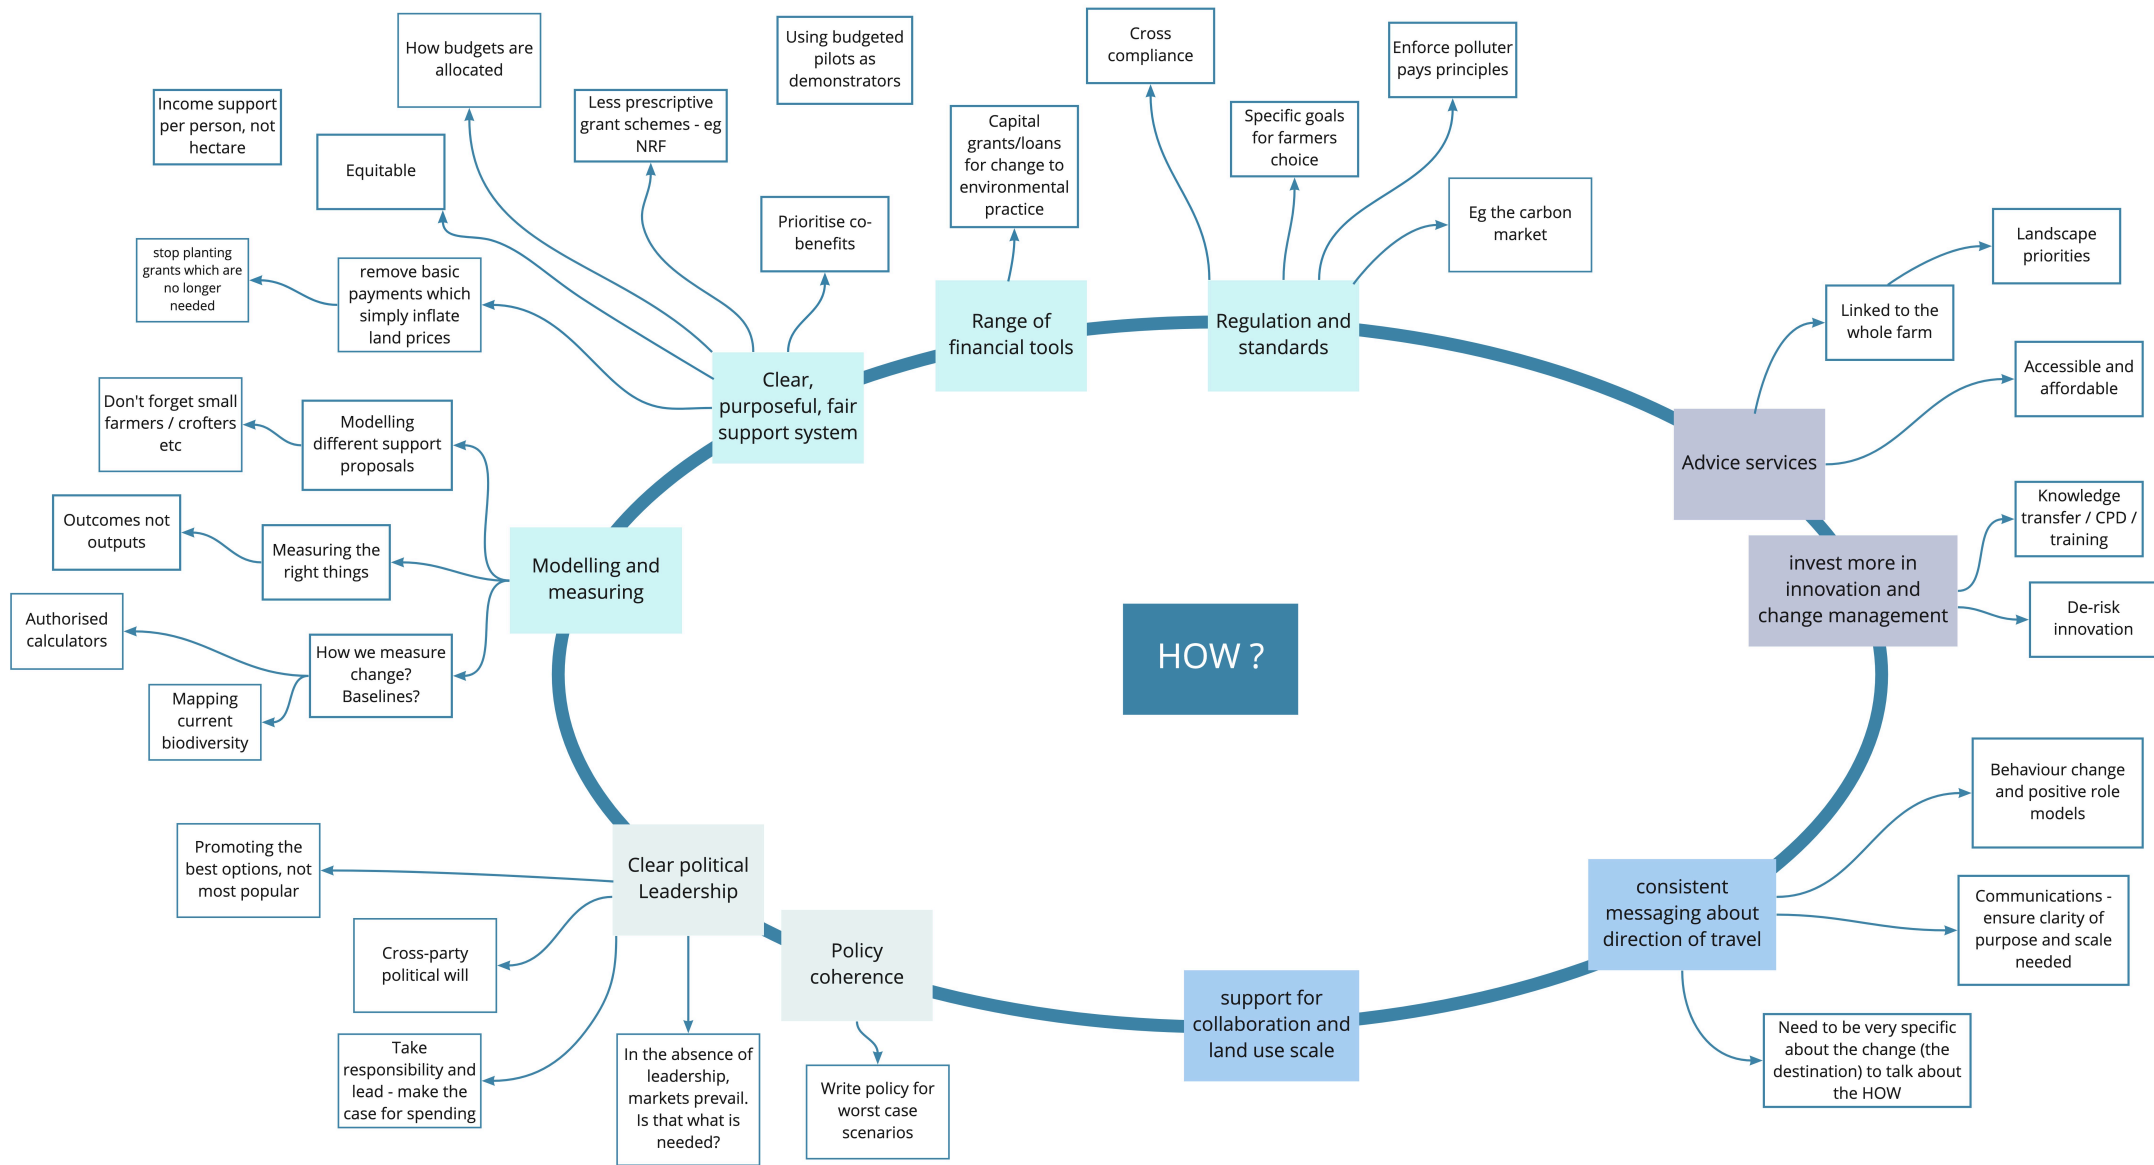 How budgets are
allocated
Using budgeted
pilots as
demonstrators
Cross
compliance
Enforce polluter
pays principles
Income support
per person, not
hectare
Less prescriptive
grant schemes - eg
NRF
Capital
grants/loans
for change to
environmental
practice
Specific goals
for farmers
choice
Equitable
Prioritise co-
benefits
Eg the carbon
market
Landscape
priorities
stop planting
grants which are
no longer
needed
remove basic
payments which
simply inflate
land prices
Range of
financial tools
Regulation and
standards
Linked to the
whole farm
Accessible and
affordable
Clear,
purposeful, fair
support system
Don't forget small
farmers / crofters
etc
Modelling
different support
proposals
Advice services
Knowledge
transfer / CPD /
training
Outcomes not
outputs
Measuring the
right things
Modelling and
measuring
invest more in
innovation and
change management
De-risk
innovation
Authorised
calculators
How we measure
change?
Baselines?
HOW ?
Mapping
current
biodiversity
Behaviour change
and positive role
models
Promoting the
best options, not
most popular
Clear political
Leadership
consistent
messaging about
direction of travel
Communications -
ensure clarity of
purpose and scale
needed
Cross-party
political will
Policy
coherence
support for
collaboration and
land use scale
Need to be very specific
about the change (the
destination) to talk about
the HOW
Take
responsibility and
lead - make the
case for spending
In the absence of
leadership,
markets prevail.
Is that what is
needed?
Write policy for
worst case
scenarios